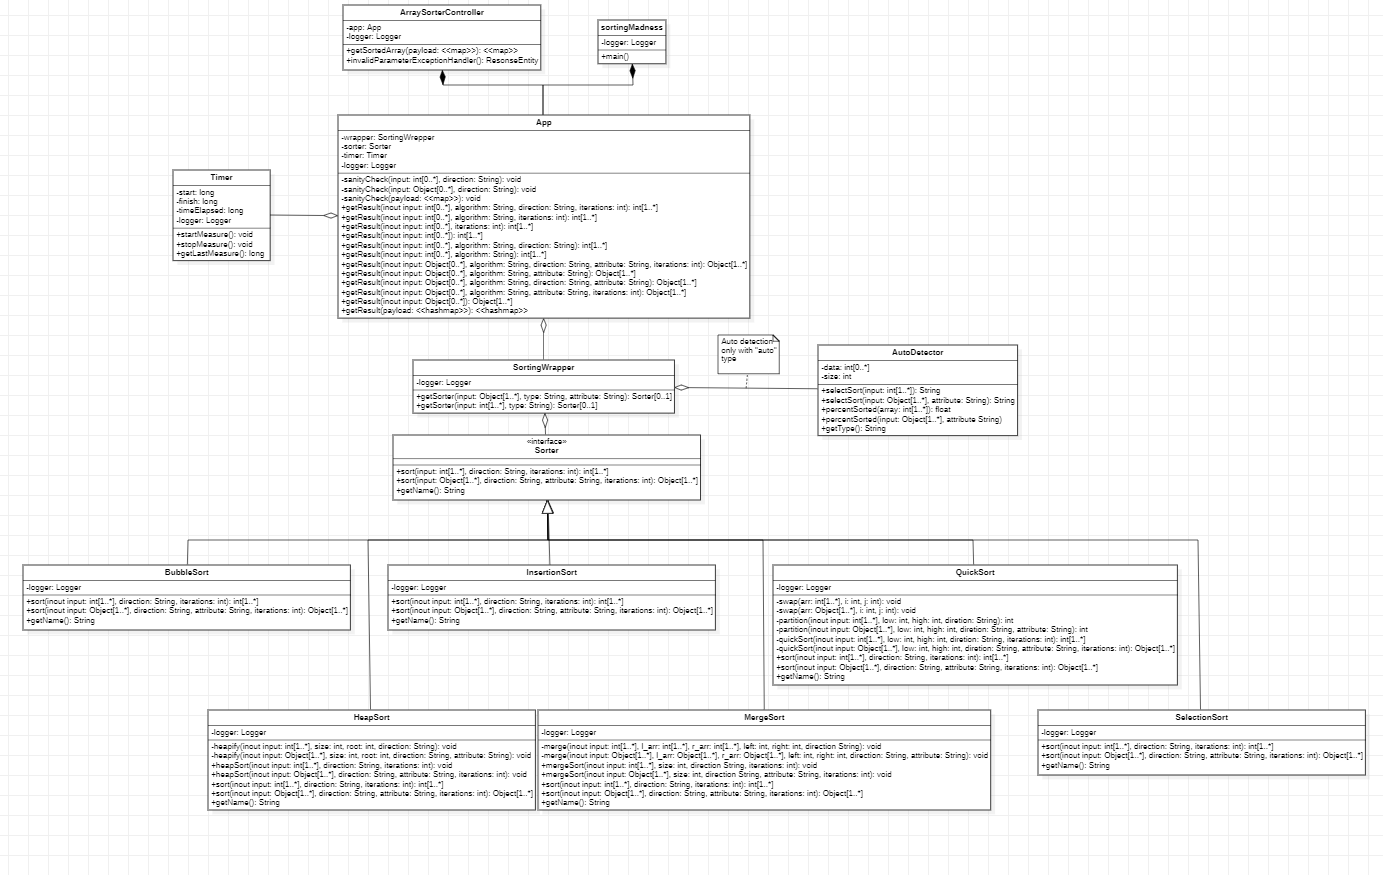 ArraySorterController
-app: App
-logger: Logger
+getSortedArray(payload: <<map>>): <<map>>
+invalidParameterExceptionHandler(): ResonseEntity
sortingMadness
-logger: Logger
+main()
App
-wrapper: SortingWrepper
-sorter: Sorter
-timer: Timer
-logger: Logger
-sanityCheck(input: int[0..*], direction: String): void
-sanityCheck(input: Object[0..*], direction: String): void
-sanityCheck(payload: <<map>>): void
+getResult(inout input: int[0..*], algorithm: String, direction: String, iterations: int): int[1..*]
+getResult(inout input: int[0..*], algorithm: String, iterations: int): int[1..*]
+getResult(inout input: int[0..*], iterations: int): int[1..*]
+getResult(inout input: int[0..*]): int[1..*]
+getResult(inout input: int[0..*], algorithm: String, direction: String): int[1..*]
+getResult(inout input: int[0..*], algorithm: String): int[1..*]
+getResult(inout input: Object[0..*], algorithm: String, direction: String, attribute: String, iterations: int): Object[1..*]
+getResult(inout input: Object[0..*], algorithm: String, attribute: String): Object[1..*]
+getResult(inout input: Object[0..*], algorithm: String, direction: String, attribute: String): Object[1..*]
+getResult(inout input: Object[0..*], algorithm: String, attribute: String, iterations: int): Object[1..*]
+getResult(inout input: Object[0..*]): Object[1..*]
+getResult(payload: <<hashmap>>): <<hashmap>>
Timer
-start: long
-finish: long
-timeElapsed: long
-logger: Logger
+startMeasure(): void
+stopMeasure(): void
+getLastMeasure(): long
SortingWrapper
-logger: Logger
+getSorter(input: Object[1..*], type: String, attribute: String): Sorter[0..1]
+getSorter(input: int[1..*], type: String): Sorter[0..1]
Auto detection
only with "auto"
type
AutoDetector
-data: int[0..*]
-size: int
+selectSort(input: int[1..*]): String
+selectSort(input: Object[1..*], attribute: String): String
+percentSorted(array: int[1..*]): float
+percentSorted(input: Object[1..*], attribute String)
+getType(): String
«interface»
Sorter
+sort(input: int[1..*], direction: String, iterations: int): int[1..*]
+sort(input: Object[1..*], direction: String, attribute: String, iterations: int): Object[1..*]
+getName(): String
BubbleSort
-logger: Logger
+sort(inout input: int[1..*], direction: String, iterations: int): int[1..*]
+sort(inout input: Object[1..*], direction: String, attribute: String, iterations: int): Object[1..*]
+getName(): String
InsertionSort
-logger: Logger
+sort(inout input: int[1..*], direction: String, iterations: int): int[1..*]
+sort(inout input: Object[1..*], direction: String, attribute: String, iterations: int): Object[1..*]
+getName(): String
QuickSort
-logger: Logger
-swap(arr: int[1..*], i: int, j: int): void
-swap(arr: Object[1..*], i: int, j: int): void
-partition(inout input: int[1..*], low: int, high: int, direction: String): int
-partition(inout input: Object[1..*], low: int, high: int, diretion: String, attribute: String): int
-quickSort(inout input: int[1..*], low: int, high: int, diretion: String, iterations: int): int[1..*]
-quickSort(inout input: Object[1..*], low: int, high: int, diretion: String, attribute: String, iterations: int): Object[1..*]
+sort(inout input: int[1..*], direction: String, iterations: int): int[1..*]
+sort(inout input: Object[1..*], direction: String, attribute: String, iterations: int): Object[1..*]
+getName(): String
HeapSort
-logger: Logger
-heapify(inout input: int[1..*], size: int, root: int, direction: String): void
-heapify(inout input: Object[1..*], size: int, root: int, direction: String, attribute: String): void
+heapSort(inout input: int[1..*], direction: String, iterations: int): void
+heapSort(inout input: Object[1..*], direction: String, attribute: String, iterations: int): void
+sort(inout input: int[1..*], direction: String, iterations: int): int[1..*]
+sort(inout input: Object[1..*], direction: String, attribute: String, iterations: int): Object[1..*]
+getName(): String
MergeSort
-logger: Logger
-merge(inout input: int[1..*], l_arr: int[1..*], r_arr: int[1..*], left: int, right: int, direction String): void
-merge(inout input: Object[1..*], l_arr: Object[1..*], r_arr: Object[1..*], left: int, right: int, direction: String, attribute: String): void
+mergeSort(inout input: int[1..*], size: int, direction String, iterations: int): void
+mergeSort(inout input: Object[1..*], size: int, direction String, attribute: String, iterations: int): void
+sort(inout input: int[1..*], direction: String, iterations: int): int[1..*]
+sort(inout input: Object[1..*], direction: String, attribute: String, iterations: int): Object[1..*]
+getName(): String
SelectionSort
-logger: Logger
+sort(inout input: int[1..*], direction: String, iterations: int): int[1..*]
+sort(inout input: Object[1..*], direction: String, attribute: String, iterations: int): Object[1..*]
+getName(): String